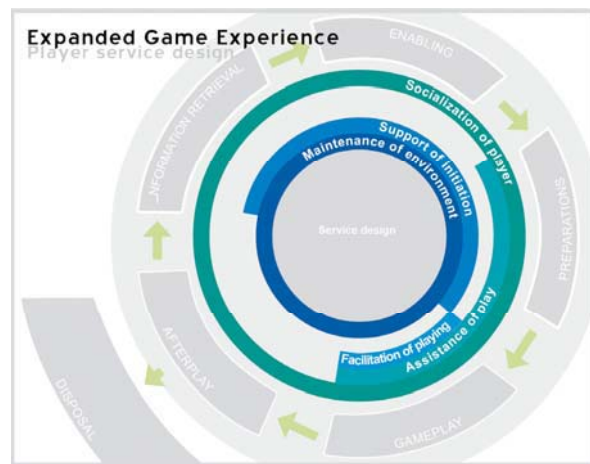 Expanded Game Experience
Player service design
ENABLING
INFORMATION RETRIEVAL
Socialization of player
Support of initiation
Maintenance of environment
PREPARATIONS
Service design
Facilitation of playing
Assistance of play
AFTERPLAY
GAMEPLAY
DISPOSAL